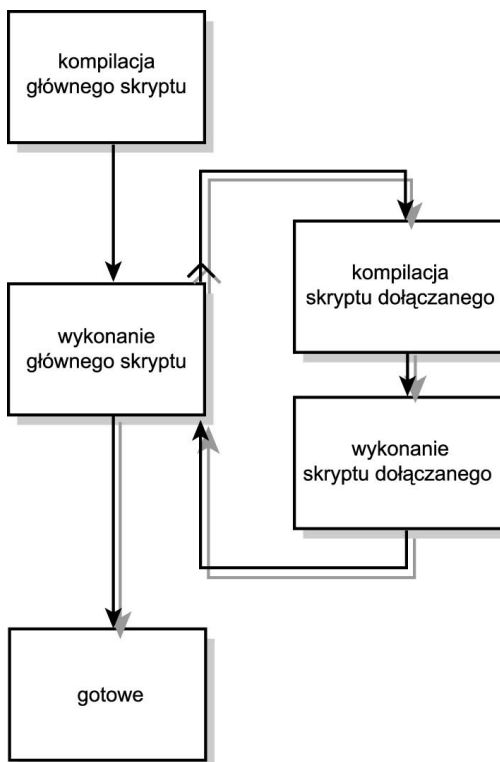 kompilacja
głównego skryptu
kompilacja
skryptu dołączanego
wykonanie
głównego skryptu
wykonanie
skryptu dołączanego
gotowe